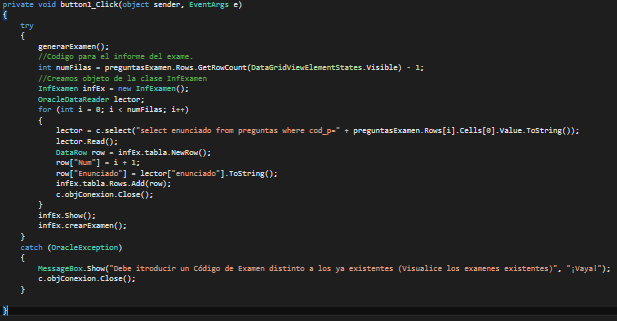 private void button1_Click(object sender, EventArgs e)
{
try
{
generarExamen();
//Codigo para el informe del exame.
int numFilas = preguntasExamen.Rows.GetRowCount(DataGridViewElementStates.Visible) - 1;
//Creamos objeto de la clase InfExamen
InfExamen infEx = new InfExamen();
OracleDataReader lector;
for (int i = 0; i < numFilas; i++)
{
lector = c.select("select enunciado from preguntas where cod_p=" + preguntasExamen.Rows[i].Cells[0].Value.ToString());
lector.Read();
DataRow row = infEx.tabla.NewRow();
row["Num"] = i + 1;
row["Enunciado"] = lector["enunciado"].ToString();
infEx.tabla.Rows.Add(row);
c.objConexion.Close();
}
infEx.Show();
infEx.crearExamen();
}
catch (OracleException)
{
MessageBox.Show("Debe itroducir un Código de Examen distinto a los ya existentes (Visualice los examenes existentes)", "¡Vaya!");
c.objConexion.Close();
}
}